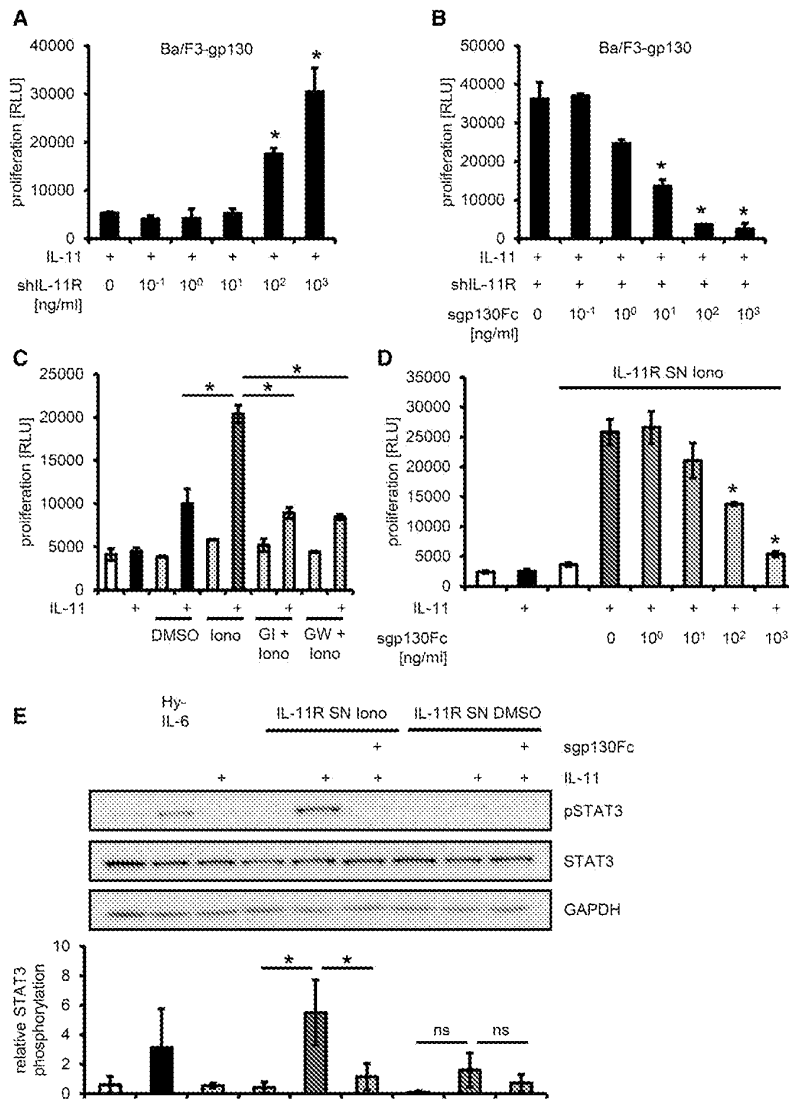 A
Ba/F3-gp130
proliferation [RLU]
40000
30000
20000
10000
0
* *
IL-11 + + + + + +
shIL-11R 0 10-1 10⁰ 10¹ 10² 10³
[ng/ml]
B
Ba/F3-gp130
proliferation [RLU]
50000
40000
30000
20000
10000
0
* * *
IL-11 + + + + + +
shIL-11R + + + + + +
sgp130Fc 0 10-1 10⁰ 10¹ 10² 10³
[ng/ml]
C
proliferation [RLU]
25000
20000
15000
10000
5000
0
* * *
IL-11 + + + + +
DMSO Iono GI + Iono GW + Iono
D
IL-11R SN Iono
proliferation [RLU]
35000
30000
25000
20000
15000
10000
5000
0
* *
IL-11 + + + + + +
sgp130Fc 0 10⁰ 10¹ 10² 10³
[ng/ml]
E
Hy-
IL-6
IL-11R SN Iono IL-11R SN DMSO
+ + sgp130Fc
+ + + + + IL-11
pSTAT3
STAT3
GAPDH
relative STAT3
phosphorylation
10
8
6
4
2
0
* * ns ns